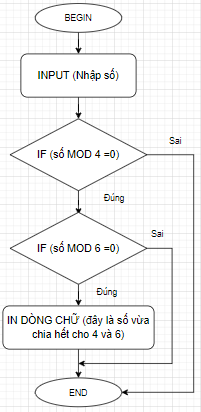 BEGIN
INPUT (Nhập số)
IF (số MOD 4 =0)
Sai
Đúng
IF (số MOD 6 =0)
Sai
Đúng
IN DÒNG CHỮ (đây là số vừa
chia hết cho 4 và 6)
END